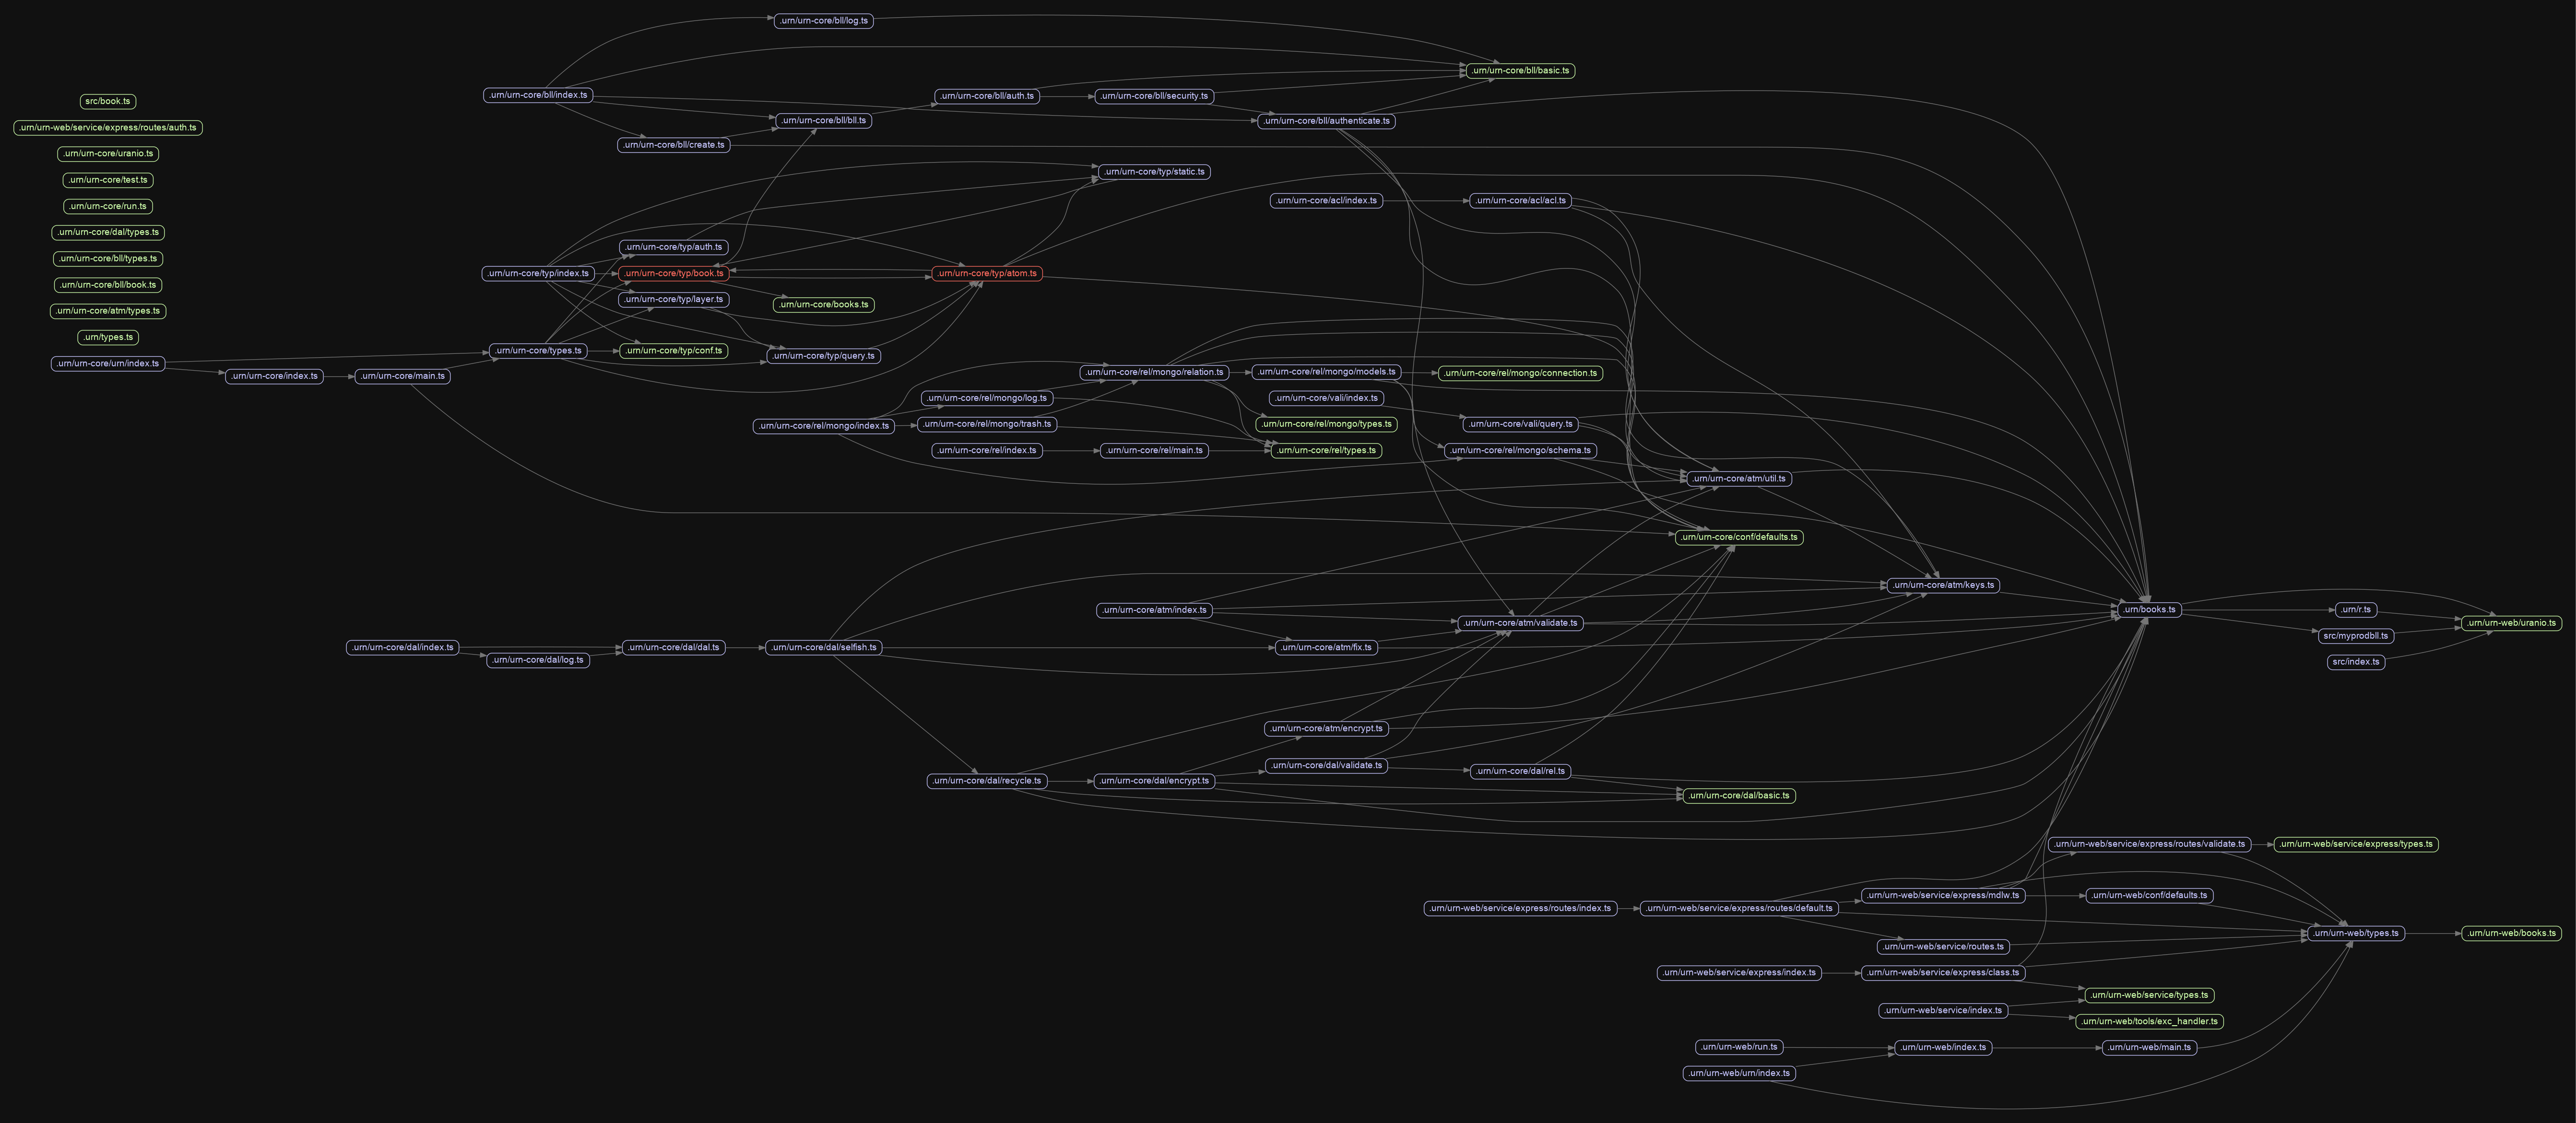 .urn/urn-core/bll/log.ts
.urn/urn-core/bll/basic.ts
.urn/urn-core/bll/index.ts
.urn/urn-core/bll/auth.ts
.urn/urn-core/bll/security.ts
src/book.ts
.urn/urn-core/bll/bll.ts
.urn/urn-core/bll/authenticate.ts
.urn/urn-web/service/express/routes/auth.ts
.urn/urn-core/bll/create.ts
.urn/urn-core/uranio.ts
.urn/urn-core/typ/static.ts
.urn/urn-core/test.ts
.urn/urn-core/acl/index.ts
.urn/urn-core/acl/acl.ts
.urn/urn-core/run.ts
.urn/urn-core/dal/types.ts
.urn/urn-core/typ/auth.ts
.urn/urn-core/bll/types.ts
.urn/urn-core/typ/index.ts
.urn/urn-core/typ/book.ts
.urn/urn-core/typ/atom.ts
.urn/urn-core/bll/book.ts
.urn/urn-core/typ/layer.ts
.urn/urn-core/books.ts
.urn/urn-core/atm/types.ts
.urn/types.ts
.urn/urn-core/types.ts
.urn/urn-core/typ/conf.ts
.urn/urn-core/typ/query.ts
.urn/urn-core/urn/index.ts
.urn/urn-core/index.ts
.urn/urn-core/main.ts
.urn/urn-core/rel/mongo/relation.ts
.urn/urn-core/rel/mongo/models.ts
.urn/urn-core/rel/mongo/connection.ts
.urn/urn-core/rel/mongo/log.ts
.urn/urn-core/vali/index.ts
.urn/urn-core/rel/mongo/index.ts
.urn/urn-core/rel/mongo/trash.ts
.urn/urn-core/rel/mongo/types.ts
.urn/urn-core/vali/query.ts
.urn/urn-core/rel/index.ts
.urn/urn-core/rel/main.ts
.urn/urn-core/rel/types.ts
.urn/urn-core/rel/mongo/schema.ts
.urn/urn-core/atm/util.ts
.urn/urn-core/conf/defaults.ts
.urn/urn-core/atm/keys.ts
.urn/urn-core/atm/index.ts
.urn/urn-core/atm/validate.ts
.urn/books.ts
.urn/r.ts
.urn/urn-web/uranio.ts
src/myprodbll.ts
.urn/urn-core/dal/index.ts
.urn/urn-core/dal/log.ts
.urn/urn-core/dal/dal.ts
.urn/urn-core/dal/selfish.ts
.urn/urn-core/atm/fix.ts
src/index.ts
.urn/urn-core/atm/encrypt.ts
.urn/urn-core/dal/recycle.ts
.urn/urn-core/dal/encrypt.ts
.urn/urn-core/dal/validate.ts
.urn/urn-core/dal/rel.ts
.urn/urn-core/dal/basic.ts
.urn/urn-web/service/express/routes/validate.ts
.urn/urn-web/service/express/types.ts
.urn/urn-web/service/express/routes/index.ts
.urn/urn-web/service/express/routes/default.ts
.urn/urn-web/service/express/mdlw.ts
.urn/urn-web/conf/defaults.ts
.urn/urn-web/service/routes.ts
.urn/urn-web/types.ts
.urn/urn-web/books.ts
.urn/urn-web/service/express/index.ts
.urn/urn-web/service/express/class.ts
.urn/urn-web/service/types.ts
.urn/urn-web/service/index.ts
.urn/urn-web/tools/exc_handler.ts
.urn/urn-web/run.ts
.urn/urn-web/index.ts
.urn/urn-web/main.ts
.urn/urn-web/urn/index.ts